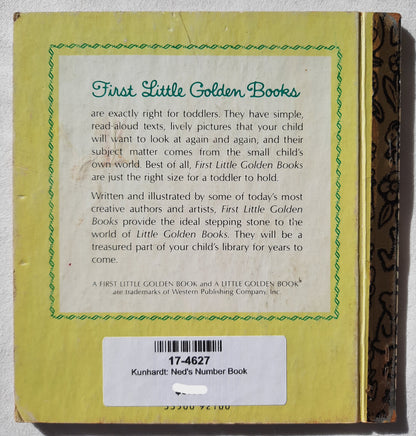 First Little Golden Books
are exactly right for toddlers. They have simple,
read-aloud texts, lively pictures that your child
will want to look at again and again, and their
subject matter comes from the small child's
own world. Best of all, First Little Golden Books
are just the right size for a toddler to hold.
Written and illustrated by some of today's most
creative authors and artists, First Little Golden
Books provide the ideal stepping stone to the
world of Little Golden Books. They will be a
treasured part of your child's library for years to
come.
A FIRST LITTLE GOLDEN BOOK and A LITTLE GOLDEN BOOK®
are trademarks of Western Publishing Company, Inc.
17-4627
Kunhardt: Ned's Number Book